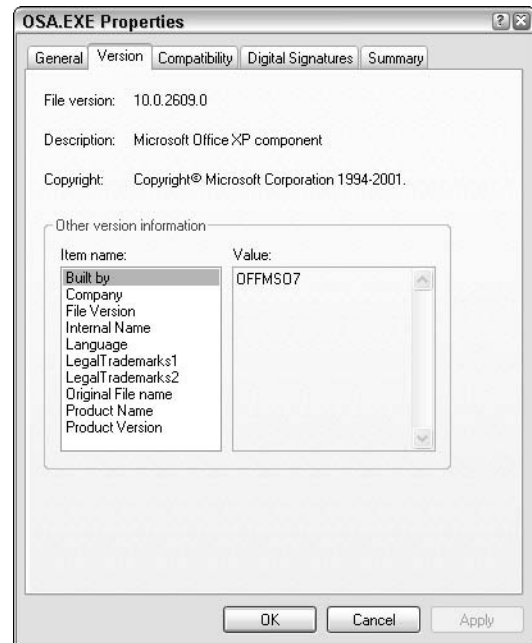 OSA.EXE Properties
General Version Compatibility Digital Signatures Summary
File version: 10.0.2609.0
Description: Microsoft Office XP component
Copyright: Copyright© Microsoft Corporation 1994-2001.
Other version information
Item name: Value:
Built by OFFMSO7
Company
File Version
Internal Name
Language
LegalTrademarks1
LegalTrademarks2
Original File name
Product Name
Product Version
OK Cancel Apply